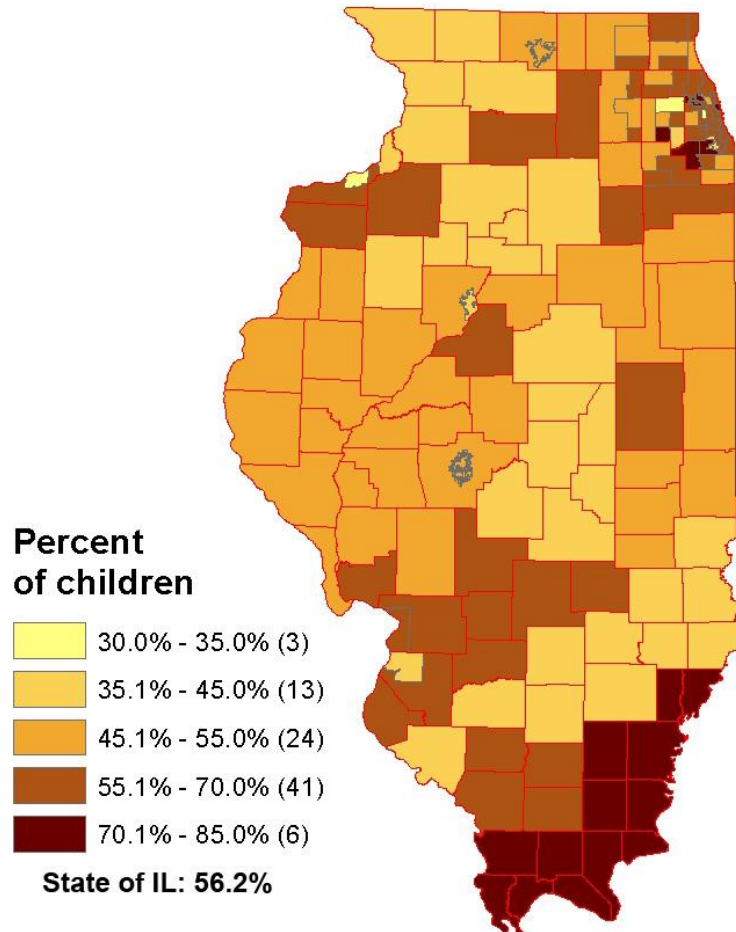 Percent
of children
30.0% - 35.0% (3)
35.1% - 45.0% (13)
45.1% - 55.0% (24)
55.1% - 70.0% (41)
70.1% - 85.0% (6)
State of IL: 56.2%